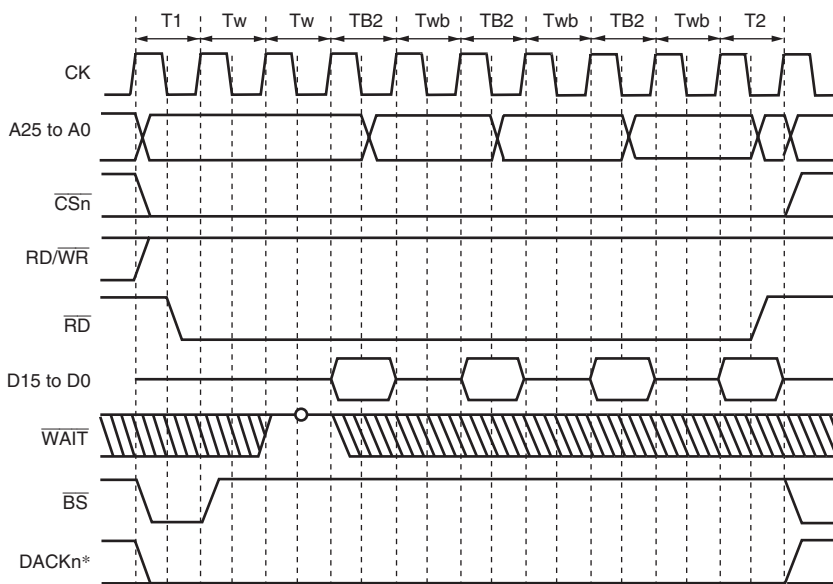 T1 Tw Tw TB2 Twb TB2 Twb TB2 Twb T2
CK
A25 to A0
CSn
RD/WR
RD
D15 to D0
WAIT
BS
DACKn*